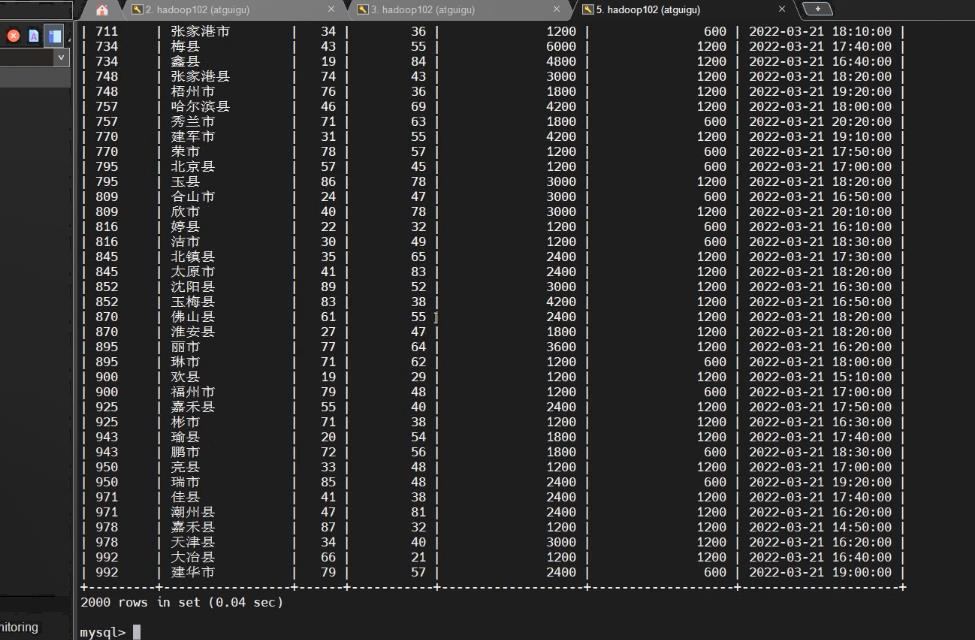 2. hadoop102 (atguigu)
3. hadoop102 (atguigu)
5. hadoop102 (atguigu)
| 711 | 张家港市 | 34 | 36 | 1200 | 600 | 2022-03-21 18:10:00 |
| 734 | 梅县 | 43 | 55 | 6000 | 1200 | 2022-03-21 17:40:00 |
| 734 | 鑫县 | 19 | 84 | 4800 | 1200 | 2022-03-21 16:40:00 |
| 748 | 张家港县 | 74 | 43 | 3000 | 1200 | 2022-03-21 18:20:00 |
| 748 | 梧州市 | 76 | 36 | 1800 | 1200 | 2022-03-21 19:20:00 |
| 757 | 哈尔滨县 | 46 | 69 | 4200 | 1200 | 2022-03-21 18:00:00 |
| 757 | 秀兰市 | 71 | 63 | 1800 | 600 | 2022-03-21 20:20:00 |
| 770 | 建军市 | 31 | 55 | 4200 | 1200 | 2022-03-21 19:10:00 |
| 770 | 荣市 | 78 | 57 | 1200 | 600 | 2022-03-21 17:50:00 |
| 795 | 北京县 | 57 | 45 | 1200 | 600 | 2022-03-21 17:00:00 |
| 795 | 玉县 | 86 | 78 | 3000 | 1200 | 2022-03-21 18:20:00 |
| 809 | 合山市 | 24 | 47 | 3000 | 600 | 2022-03-21 16:50:00 |
| 809 | 欣市 | 40 | 78 | 3000 | 1200 | 2022-03-21 20:10:00 |
| 816 | 婷县 | 22 | 32 | 1200 | 600 | 2022-03-21 16:10:00 |
| 816 | 洁市 | 30 | 49 | 1200 | 600 | 2022-03-21 18:30:00 |
| 845 | 北镇县 | 35 | 65 | 2400 | 1200 | 2022-03-21 17:30:00 |
| 845 | 太原市 | 41 | 83 | 2400 | 1200 | 2022-03-21 18:20:00 |
| 852 | 沈阳县 | 89 | 52 | 3000 | 1200 | 2022-03-21 16:30:00 |
| 852 | 玉梅县 | 83 | 38 | 4200 | 1200 | 2022-03-21 16:50:00 |
| 870 | 佛山县 | 61 | 55 | 2400 | 1200 | 2022-03-21 18:20:00 |
| 870 | 淮安县 | 27 | 47 | 1800 | 1200 | 2022-03-21 18:20:00 |
| 895 | 丽市 | 77 | 64 | 3600 | 1200 | 2022-03-21 16:20:00 |
| 895 | 琳市 | 71 | 62 | 1200 | 600 | 2022-03-21 18:00:00 |
| 900 | 欢县 | 19 | 29 | 1200 | 1200 | 2022-03-21 15:10:00 |
| 900 | 福州市 | 79 | 48 | 1200 | 600 | 2022-03-21 17:00:00 |
| 925 | 嘉禾县 | 55 | 40 | 2400 | 1200 | 2022-03-21 17:50:00 |
| 925 | 彬市 | 71 | 38 | 1200 | 1200 | 2022-03-21 16:30:00 |
| 943 | 瑜县 | 20 | 54 | 1800 | 1200 | 2022-03-21 17:40:00 |
| 943 | 鹏市 | 72 | 56 | 1800 | 600 | 2022-03-21 18:30:00 |
| 950 | 亮县 | 33 | 48 | 1200 | 1200 | 2022-03-21 17:00:00 |
| 950 | 瑞市 | 85 | 48 | 2400 | 600 | 2022-03-21 19:20:00 |
| 971 | 佳县 | 41 | 38 | 2400 | 1200 | 2022-03-21 17:40:00 |
| 971 | 潮州县 | 47 | 81 | 2400 | 1200 | 2022-03-21 16:20:00 |
| 978 | 嘉禾县 | 87 | 32 | 1200 | 1200 | 2022-03-21 14:50:00 |
| 978 | 天津县 | 34 | 40 | 3000 | 1200 | 2022-03-21 16:20:00 |
| 992 | 大冶县 | 66 | 21 | 1200 | 1200 | 2022-03-21 16:40:00 |
| 992 | 建华市 | 79 | 57 | 2400 | 600 | 2022-03-21 19:00:00 |
2000 rows in set (0.04 sec)
nitoring
mysql>